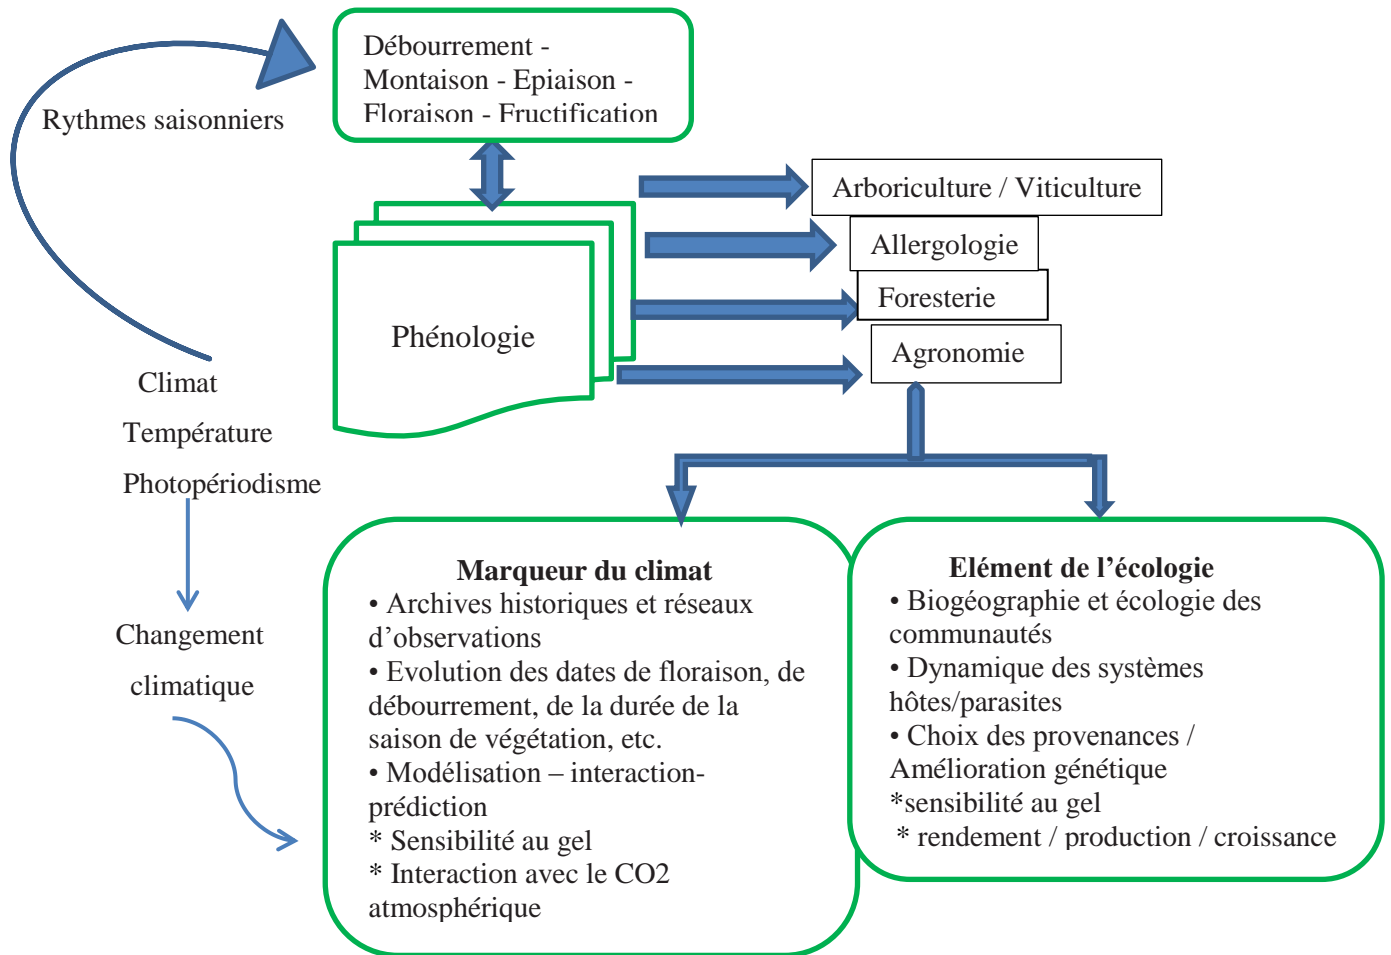 Débourrement -
Montaison - Epiaison -
Floraison - Fructification
Rythmes saisonniers
Arboriculture / Viticulture
Allergologie
Foresterie
Agronomie
Phénologie
Climat
Température
Photopériodisme
Changement
climatique
Marqueur du climat
• Archives historiques et réseaux
d’observations
• Evolution des dates de floraison, de
débourrement, de la durée de la
saison de végétation, etc.
• Modélisation – interaction-
prédiction
* Sensibilité au gel
* Interaction avec le CO2
atmosphérique
Elément de l’écologie
• Biogéographie et écologie des
communautés
• Dynamique des systèmes
hôtes/parasites
• Choix des provenances /
Amélioration génétique
*sensibilité au gel
* rendement / production / croissance